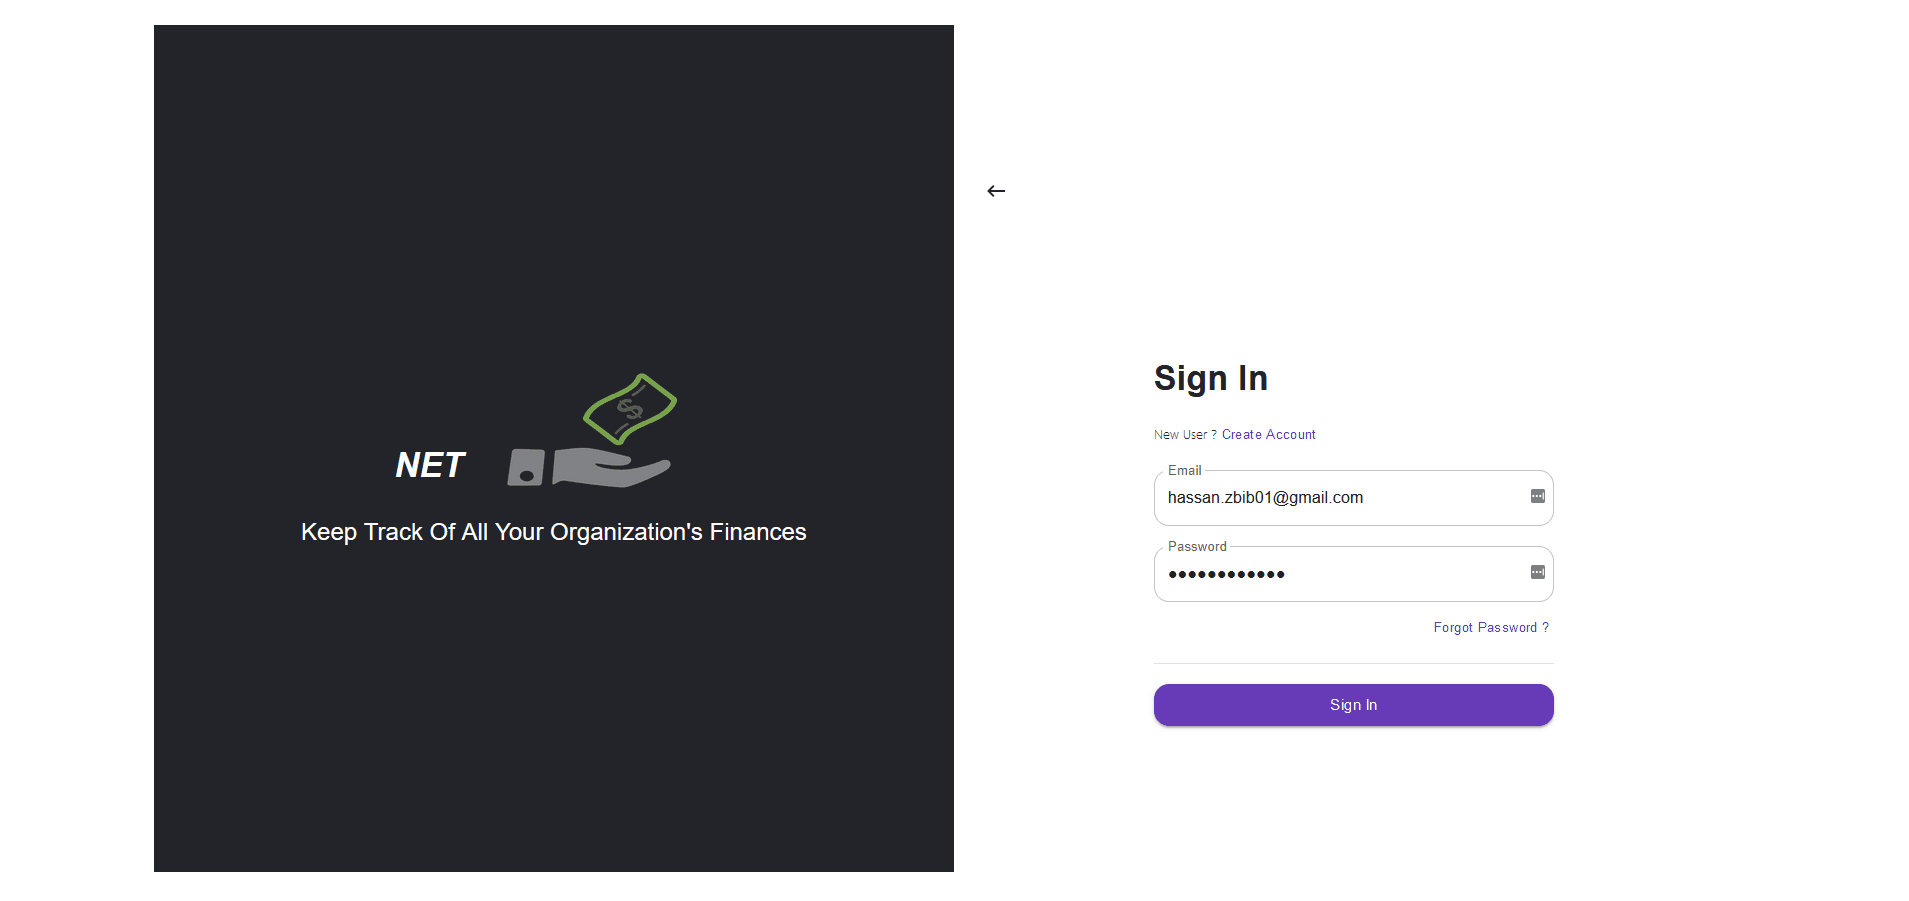 NET
$
Keep Track Of All Your Organization's Finances
Sign In
New User ? Create Account
Email
hassan.zbib01@gmail.com
Password
••••••••••••
Forgot Password ?
Sign In